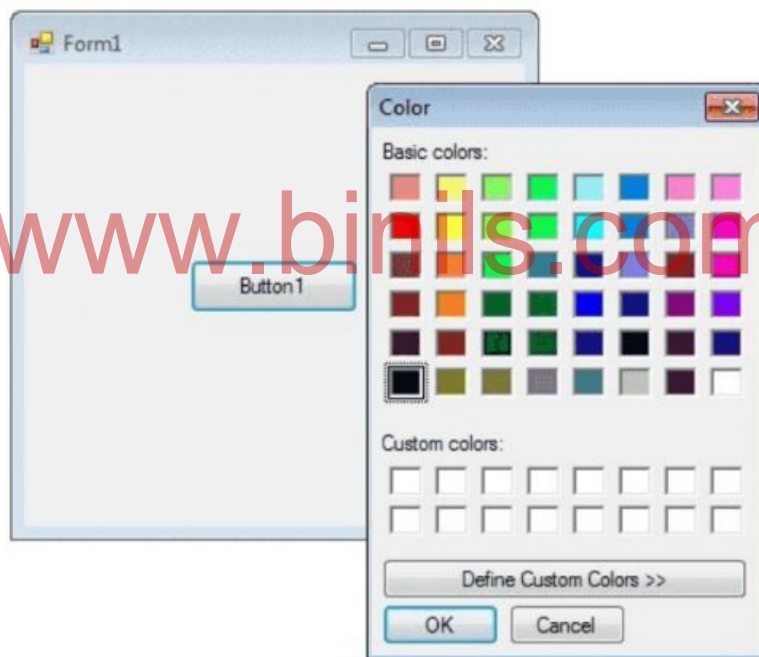 Form1
Color
Basic colors:
www.binils.com
Button1
Custom colors:
Define Custom Colors >>
OK
Cancel